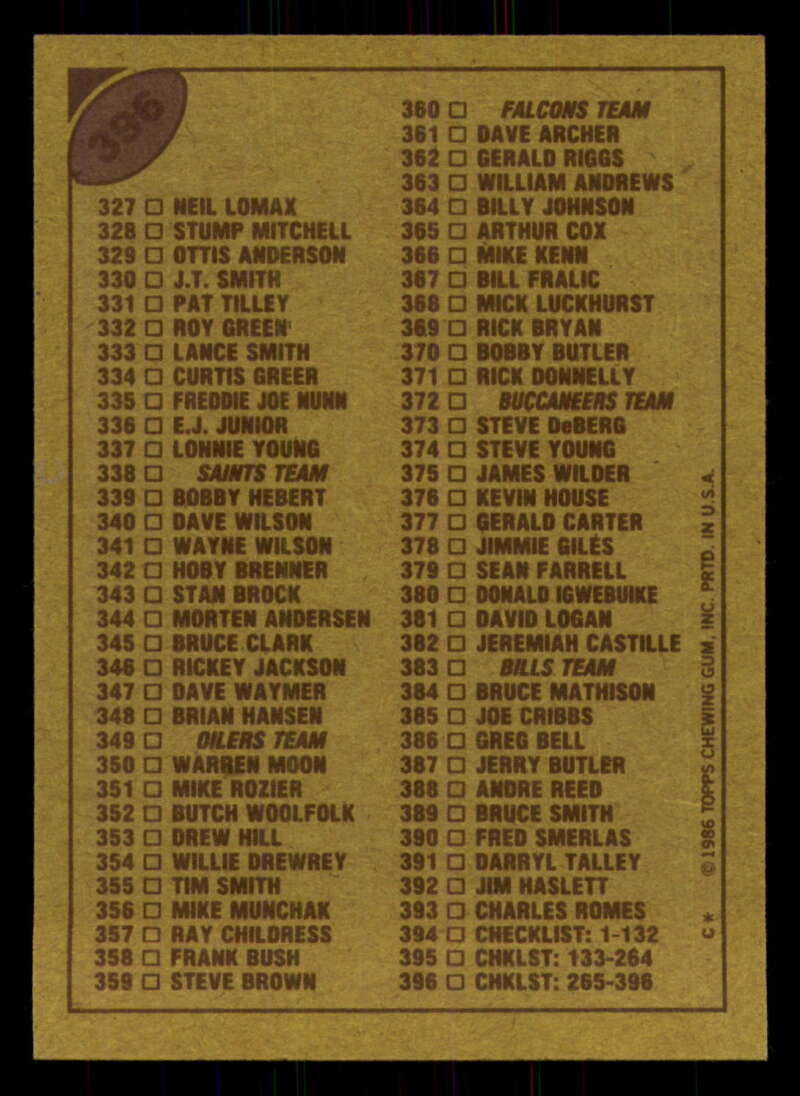 396
327 □ NEIL LOMAX
328 □ STUMP MITCHELL
329 □ OTTIS ANDERSON
330 □ J.T. SMITH
331 □ PAT TILLEY
332 □ ROY GREEN
333 □ LANCE SMITH
334 □ CURTIS GREER
335 □ FREDDIE JOE NUNN
336 □ E.J. JUNIOR
337 □ LONNIE YOUNG
338 □ SAINTS TEAM
339 □ BOBBY HEBERT
340 □ DAVE WILSON
341 □ WAYNE WILSON
342 □ HOBY BRENNER
343 □ STAN BROCK
344 □ MORTEN ANDERSEN
345 □ BRUCE CLARK
346 □ RICKEY JACKSON
347 □ DAVE WAYMER
348 □ BRIAN HANSEN
349 □ OILERS TEAM
350 □ WARREN MOON
351 □ MIKE ROZIER
352 □ BUTCH WOOLFOLK
353 □ DREW HILL
354 □ WILLIE DREWREY
355 □ TIM SMITH
356 □ MIKE MUNCHAK
357 □ RAY CHILDRESS
358 □ FRANK BUSH
359 □ STEVE BROWN
360 □ FALCONS TEAM
361 □ DAVE ARCHER
362 □ GERALD RIGGS
363 □ WILLIAM ANDREWS
364 □ BILLY JOHNSON
365 □ ARTHUR COX
366 □ MIKE KENN
367 □ BILL FRALIC
368 □ MICK LUCKHURST
369 □ RICK BRYAN
370 □ BOBBY BUTLER
371 □ RICK DONNELLY
372 □ BUCCANEERS TEAM
373 □ STEVE DeBERG
374 □ STEVE YOUNG
375 □ JAMES WILDER
376 □ KEVIN HOUSE
377 □ GERALD CARTER
378 □ JIMMIE GILES
379 □ SEAN FARRELL
380 □ DONALD IGWEBUIKE
381 □ DAVID LOGAN
382 □ JEREMIAH CASTILLE
383 □ BILLS TEAM
384 □ BRUCE MATHISON
385 □ JOE CRIBBS
386 □ GREG BELL
387 □ JERRY BUTLER
388 □ ANDRE REED
389 □ BRUCE SMITH
390 □ FRED SMERLAS
391 □ DARRYL TALLEY
392 □ JIM HASLETT
393 □ CHARLES ROMES
394 □ CHECKLIST: 1-132
395 □ CHKLST: 133-264
396 □ CHKLST: 265-396
C* ©1986 TOPPS CHEWING GUM, INC. PRTD. IN U.S.A.